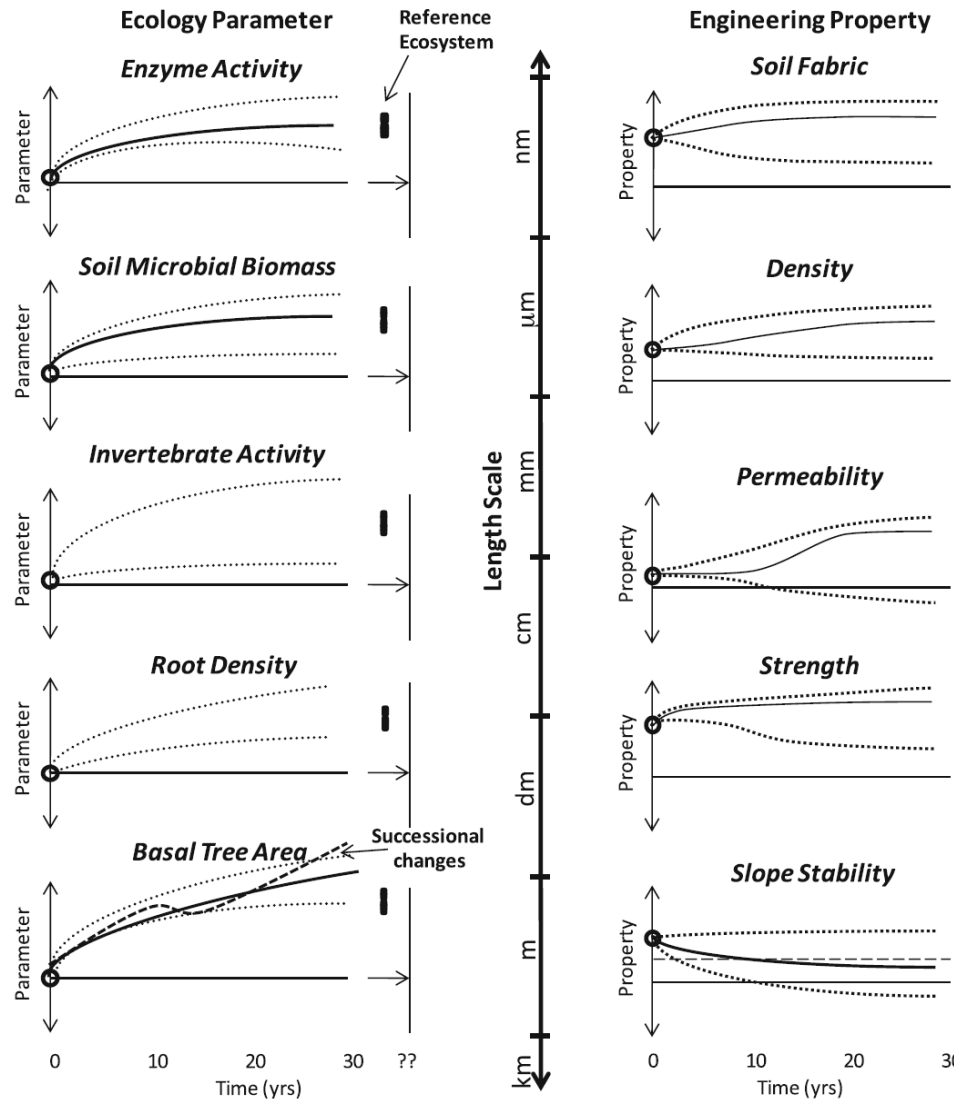 Ecology Parameter
Reference
Ecosystem
Engineering Property
Enzyme Activity
Parameter
Soil Microbial Biomass
Parameter
Invertebrate Activity
Parameter
Root Density
Parameter
Basal Tree Area
Successional
changes
Parameter
0 10 20 30 ??
Time (yrs)
Length Scale
nm
μm
mm
cm
dm
m
km
Soil Fabric
Property
Density
Property
Permeability
Property
Strength
Property
Slope Stability
Property
0 10 20 30
Time (yrs)